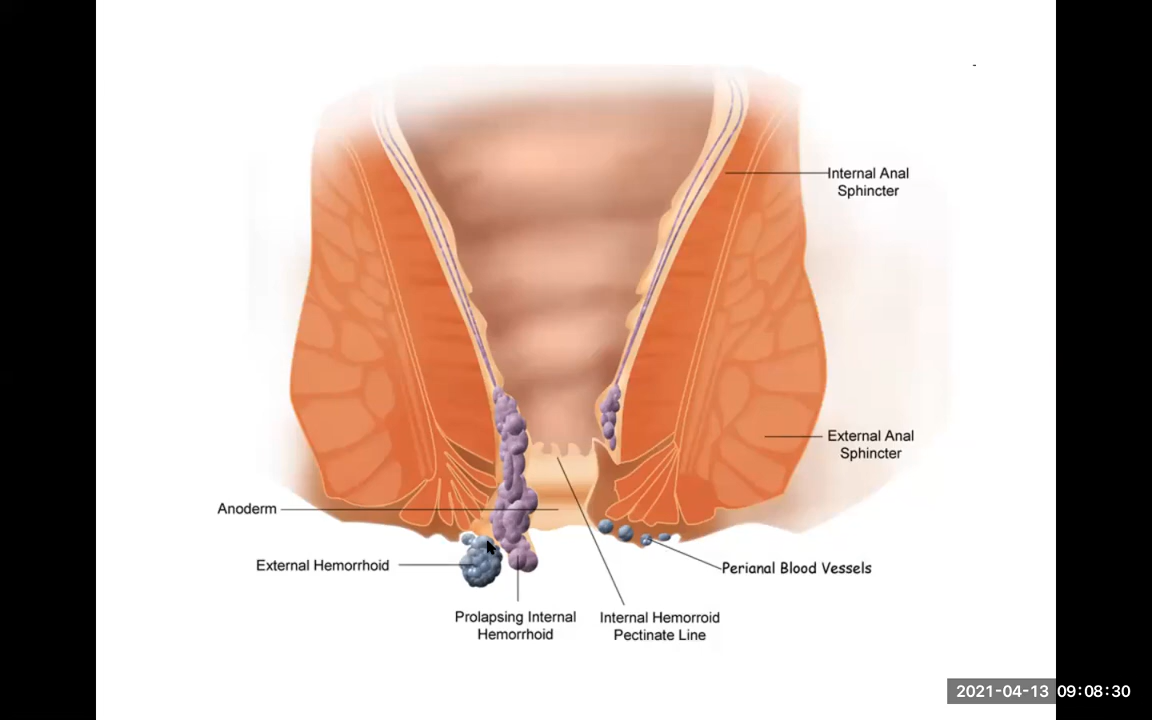 Internal Anal
Sphincter
External Anal
Sphincter
Anoderm
External Hemorrhoid
Perianal Blood Vessels
Prolapsing Internal
Hemorrhoid
Internal Hemorroid
Pectinate Line
2021-04-13 09:08:30